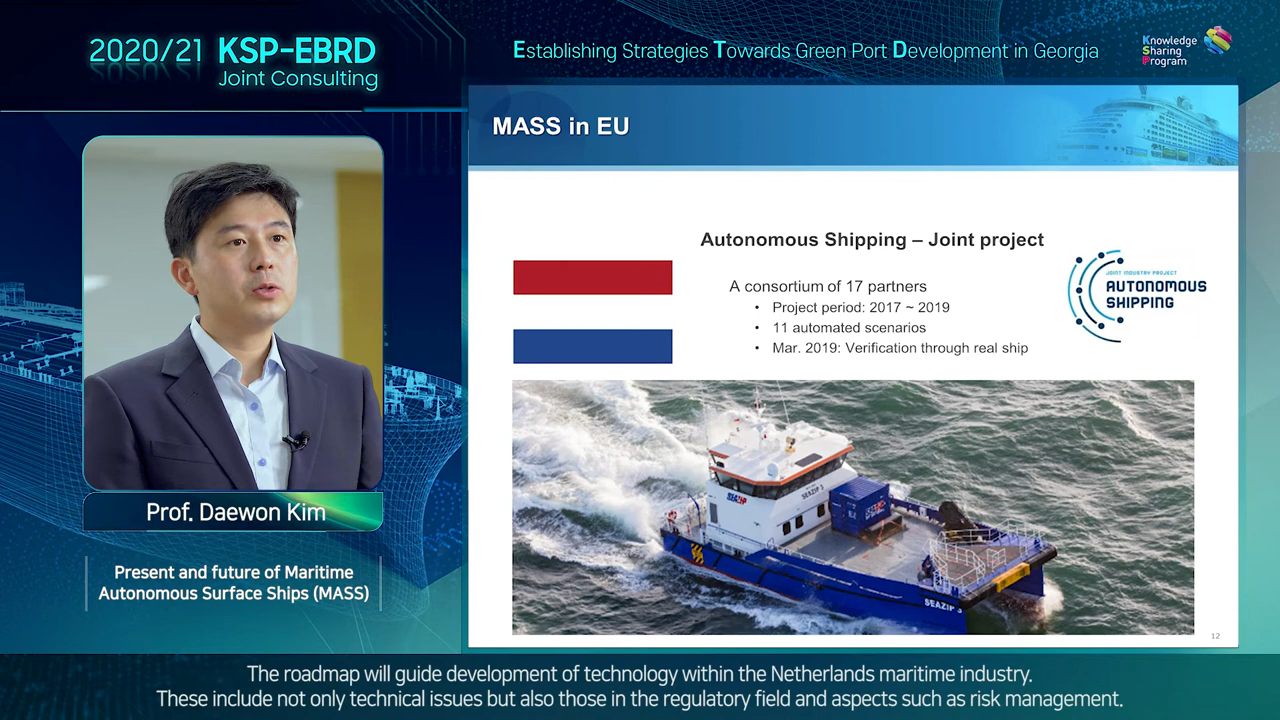 2020/21 KSP-EBRD
Joint Consulting
Establishing Strategies Towards Green Port Development in Georgia
Knowledge
Sharing
Program
MASS in EU
Autonomous Shipping – Joint project
A consortium of 17 partners
• Project period: 2017 ~ 2019
• 11 automated scenarios
• Mar. 2019: Verification through real ship
JOINT INDUSTRY PROJECT
AUTONOMOUS
SHIPPING
SEAZIP
SEAZIP 3
SEAZIP 3
12
Prof. Daewon Kim
Present and future of Maritime
Autonomous Surface Ships (MASS)
The roadmap will guide development of technology within the Netherlands maritime industry.
These include not only technical issues but also those in the regulatory field and aspects such as risk management.